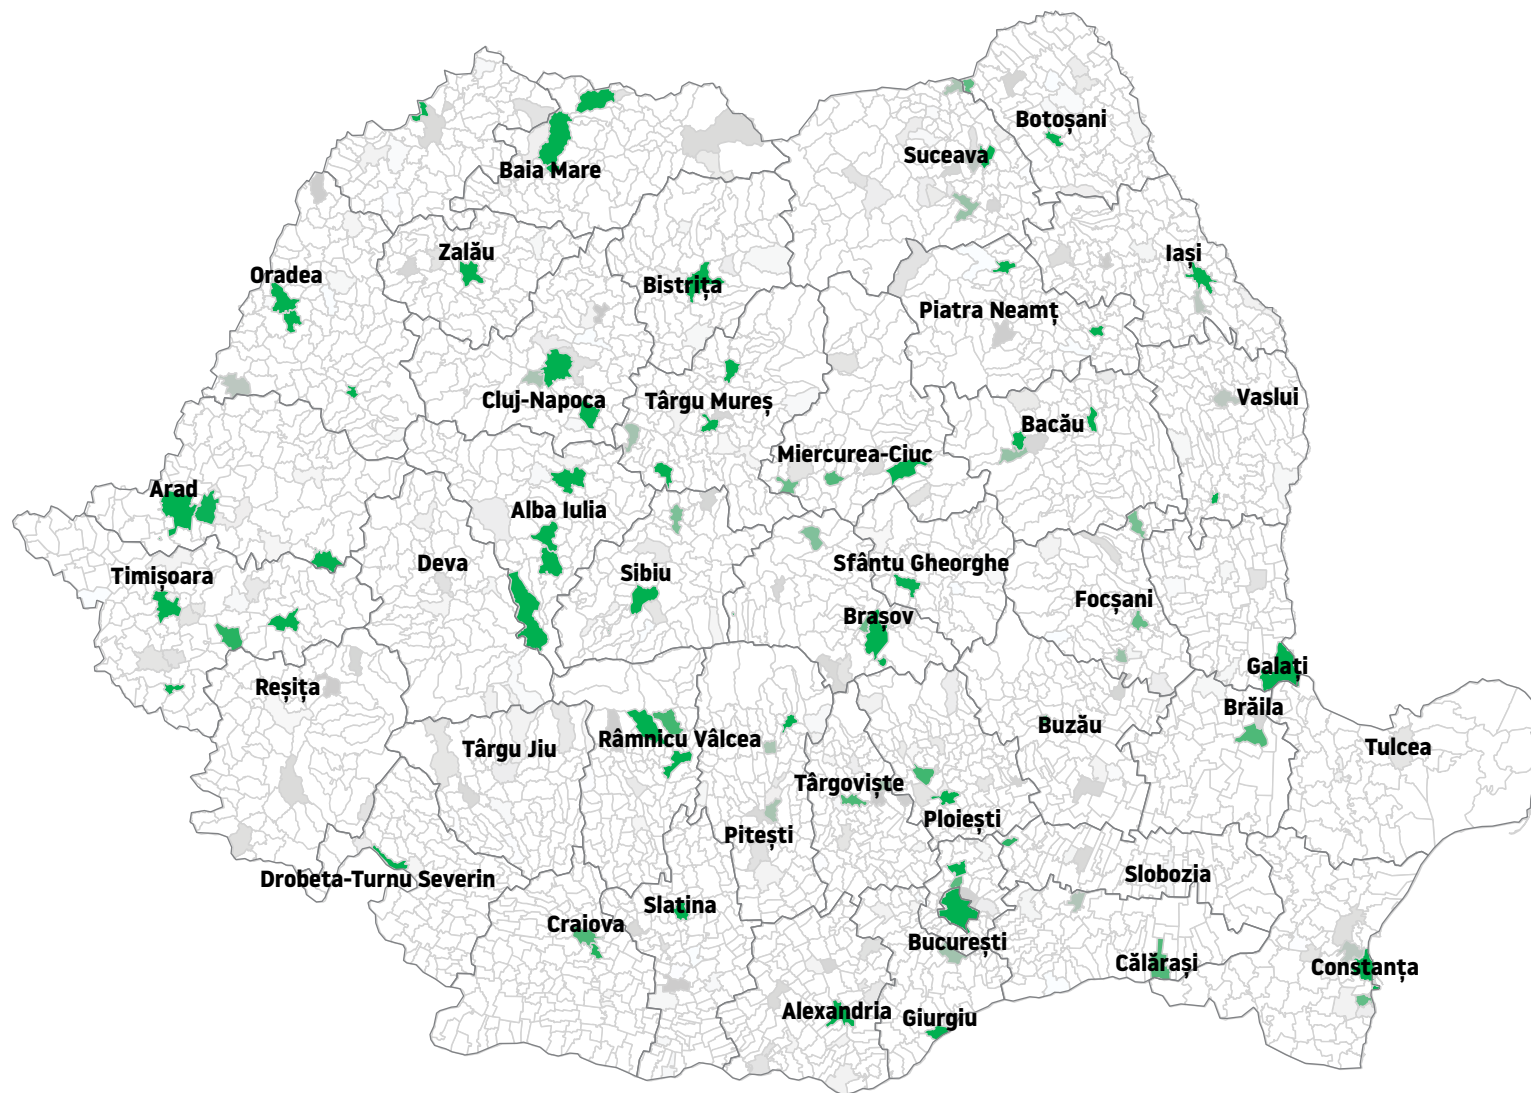 Botoșani
Suceava
Baia Mare
Zalău
Iași
Oradea
Bistrița
Piatra Neamț
Cluj-Napoca
Târgu Mureș
Vaslui
Bacău
Miercurea-Ciuc
Arad
Alba Iulia
Deva
Sfântu Gheorghe
Timișoara
Sibiu
Focșani
Brașov
Galați
Reșița
Brăila
Buzău
Râmnicu Vâlcea
Târgu Jiu
Tulcea
Târgoviște
Ploiești
Pitești
Slobozia
Drobeta-Turnu Severin
Slatina
Craiova
București
Călărași
Constanța
Alexandria
Giurgiu